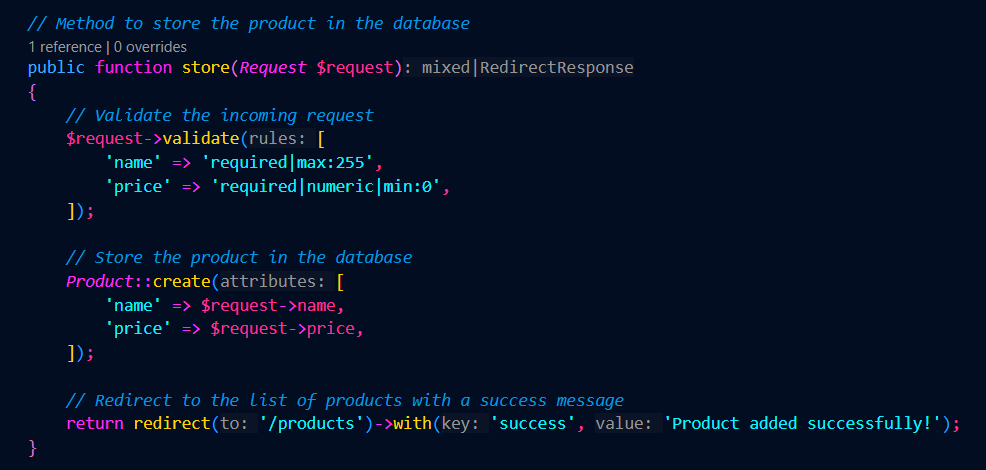 // Method to store the product in the database
1 reference | 0 overrides
public function store(Request $request): mixed|RedirectResponse
{
// Validate the incoming request
$request->validate(rules: [
'name' => 'required|max:255',
'price' => 'required|numeric|min:0',
]);
// Store the product in the database
Product::create(attributes: [
'name' => $request->name,
'price' => $request->price,
]);
// Redirect to the list of products with a success message
return redirect(to: '/products')->with(key: 'success', value: 'Product added successfully!');
}